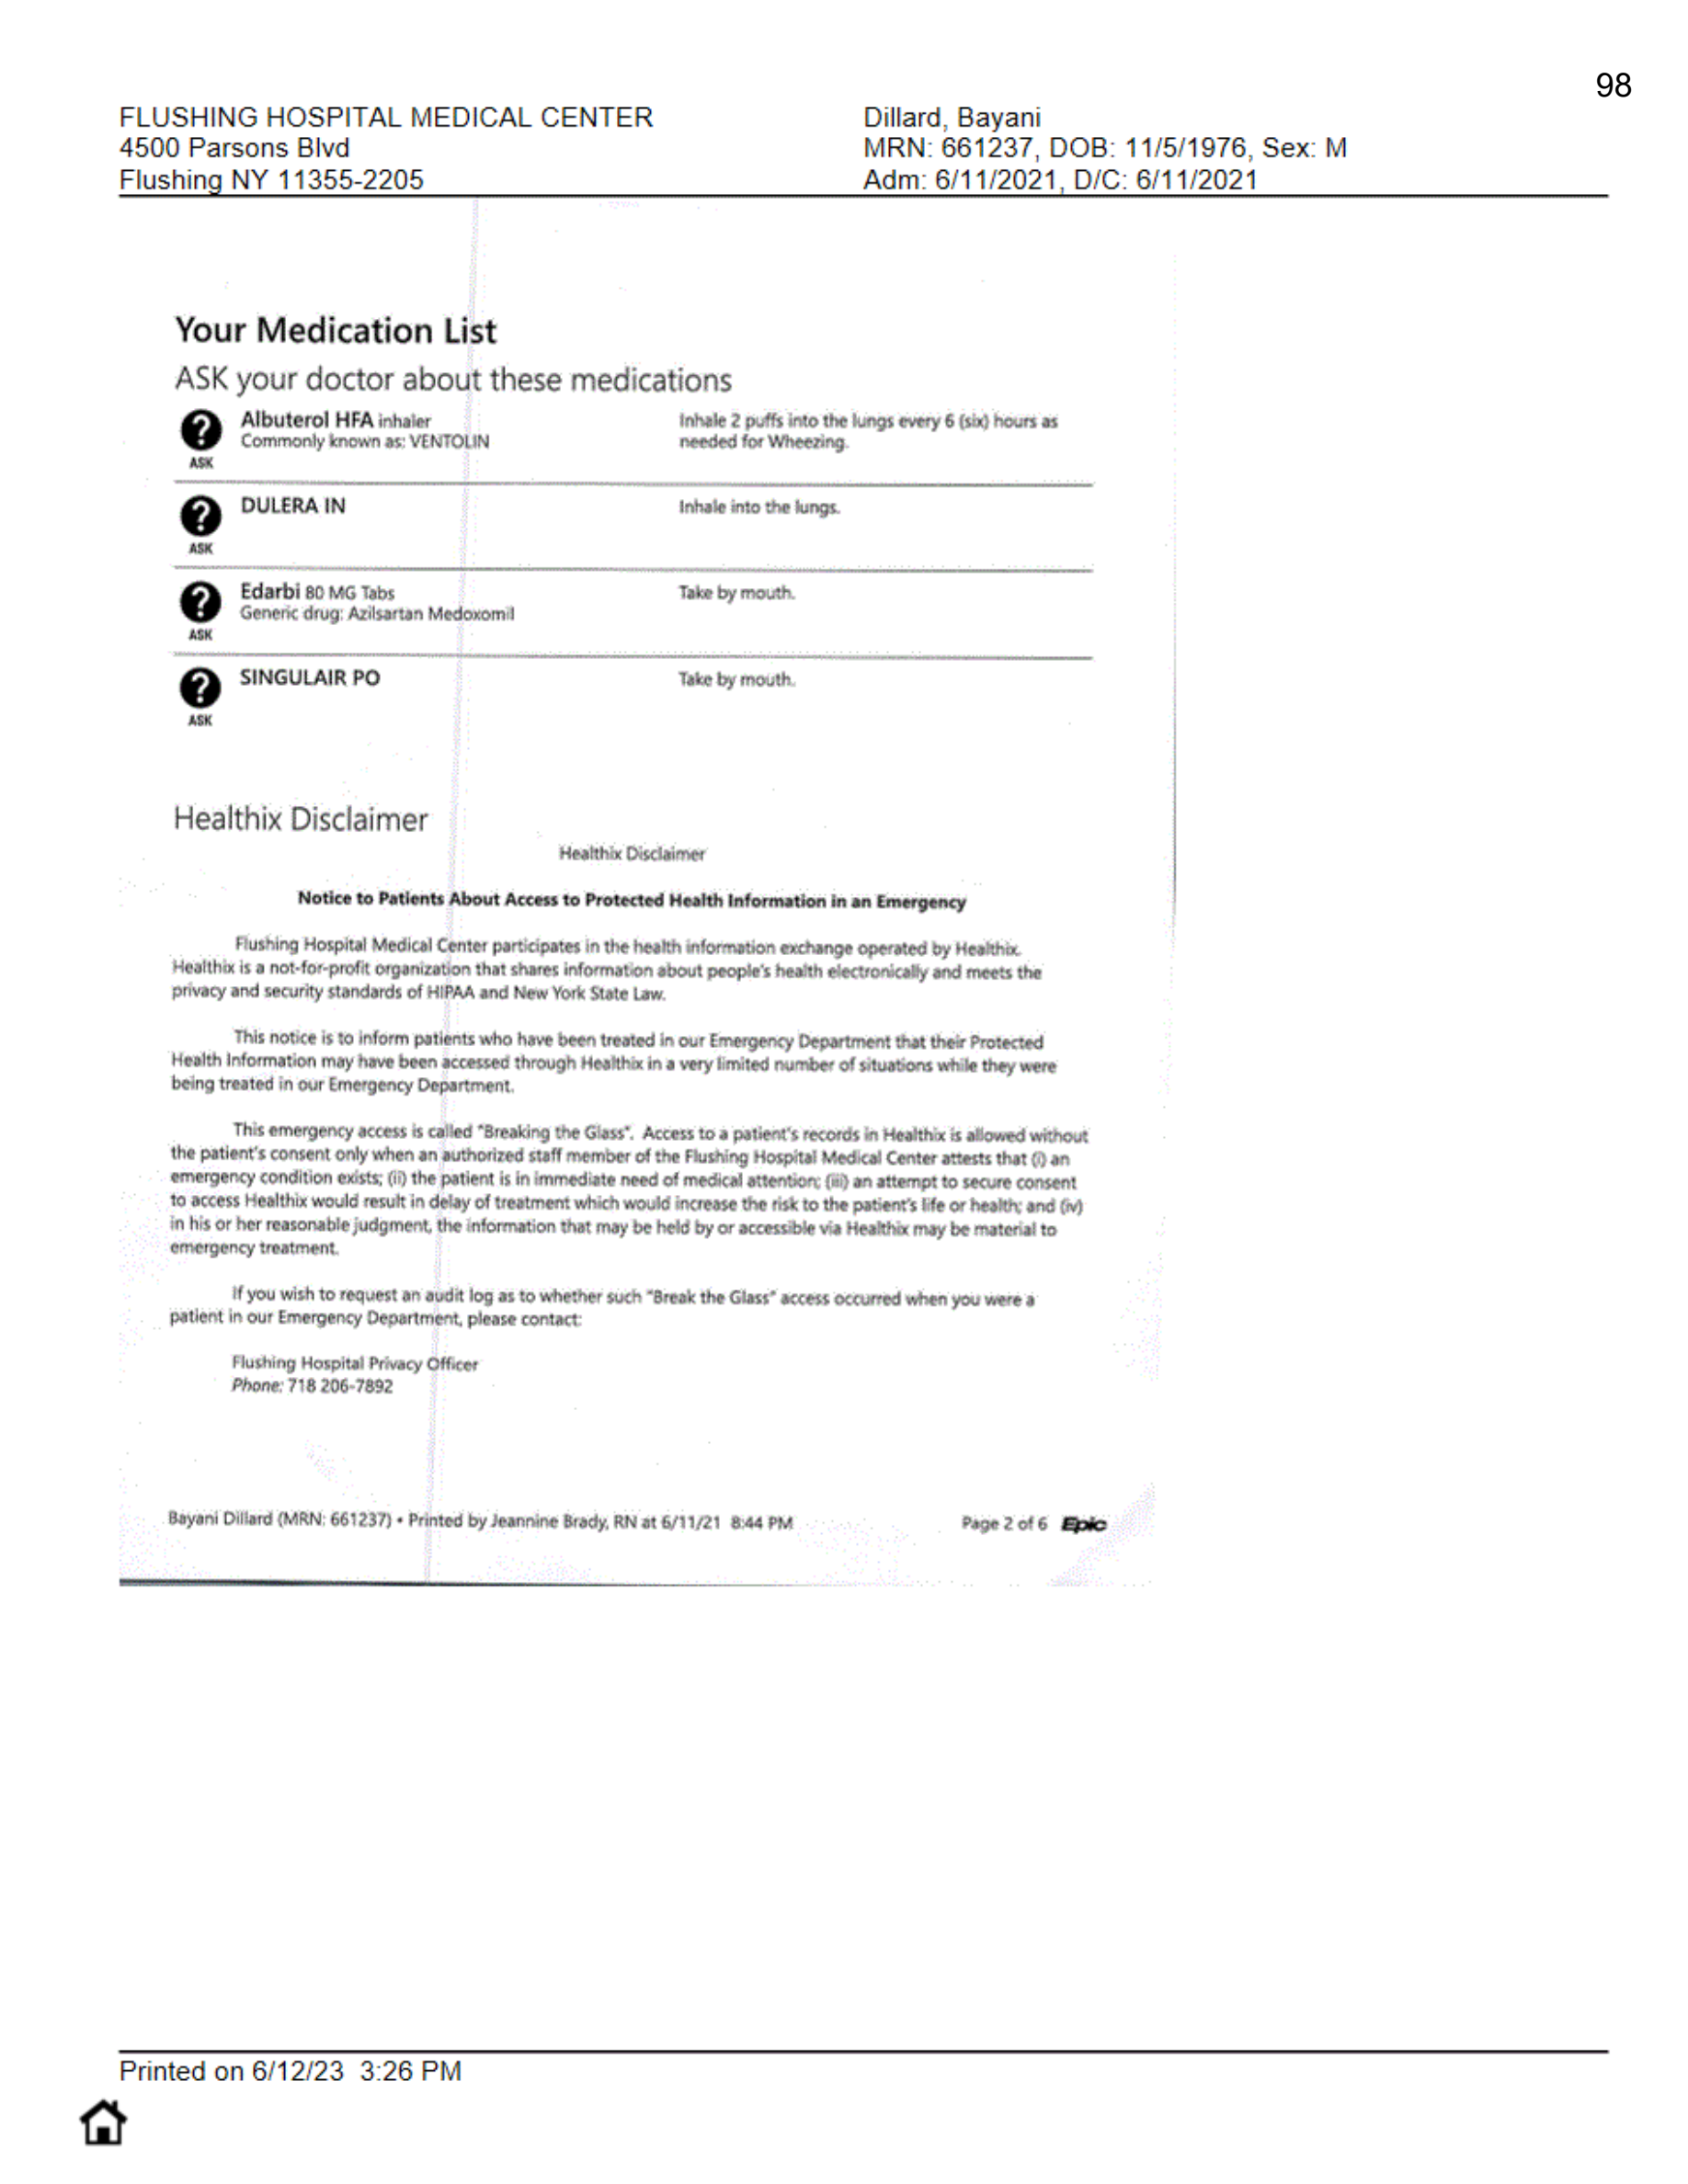 98
FLUSHING HOSPITAL MEDICAL CENTER
4500 Parsons Blvd
Flushing NY 11355-2205
Dillard, Bayani
MRN: 661237, DOB: 11/5/1976, Sex: M
Adm: 6/11/2021, D/C: 6/11/2021
Your Medication List
ASK your doctor about these medications
?
ASK
Albuterol HFA inhaler
Commonly known as: VENTOLIN
Inhale 2 puffs into the lungs every 6 (six) hours as
needed for Wheezing.
?
ASK
DULERA IN
Inhale into the lungs.
?
ASK
Edarbi 80 MG Tabs
Generic drug: Azilsartan Medoxomil
Take by mouth.
?
ASK
SINGULAIR PO
Take by mouth.
Healthix Disclaimer
Healthix Disclaimer
Notice to Patients About Access to Protected Health Information in an Emergency
Flushing Hospital Medical Center participates in the health information exchange operated by Healthix.
Healthix is a not-for-profit organization that shares information about people's health electronically and meets the
privacy and security standards of HIPAA and New York State Law.
This notice is to inform patients who have been treated in our Emergency Department that their Protected
Health Information may have been accessed through Healthix in a very limited number of situations while they were
being treated in our Emergency Department.
This emergency access is called "Breaking the Glass". Access to a patient's records in Healthix is allowed without
the patient's consent only when an authorized staff member of the Flushing Hospital Medical Center attests that (i) an
emergency condition exists; (ii) the patient is in immediate need of medical attention; (iii) an attempt to secure consent
to access Healthix would result in delay of treatment which would increase the risk to the patient's life or health; and (iv)
in his or her reasonable judgment, the information that may be held by or accessible via Healthix may be material to
emergency treatment.
If you wish to request an audit log as to whether such "Break the Glass" access occurred when you were a
patient in our Emergency Department, please contact:
Flushing Hospital Privacy Officer
Phone: 718 206-7892
Bayani Dillard (MRN: 661237) • Printed by Jeannine Brady, RN at 6/11/21 8:44 PM
Page 2 of 6 Epic
Printed on 6/12/23 3:26 PM